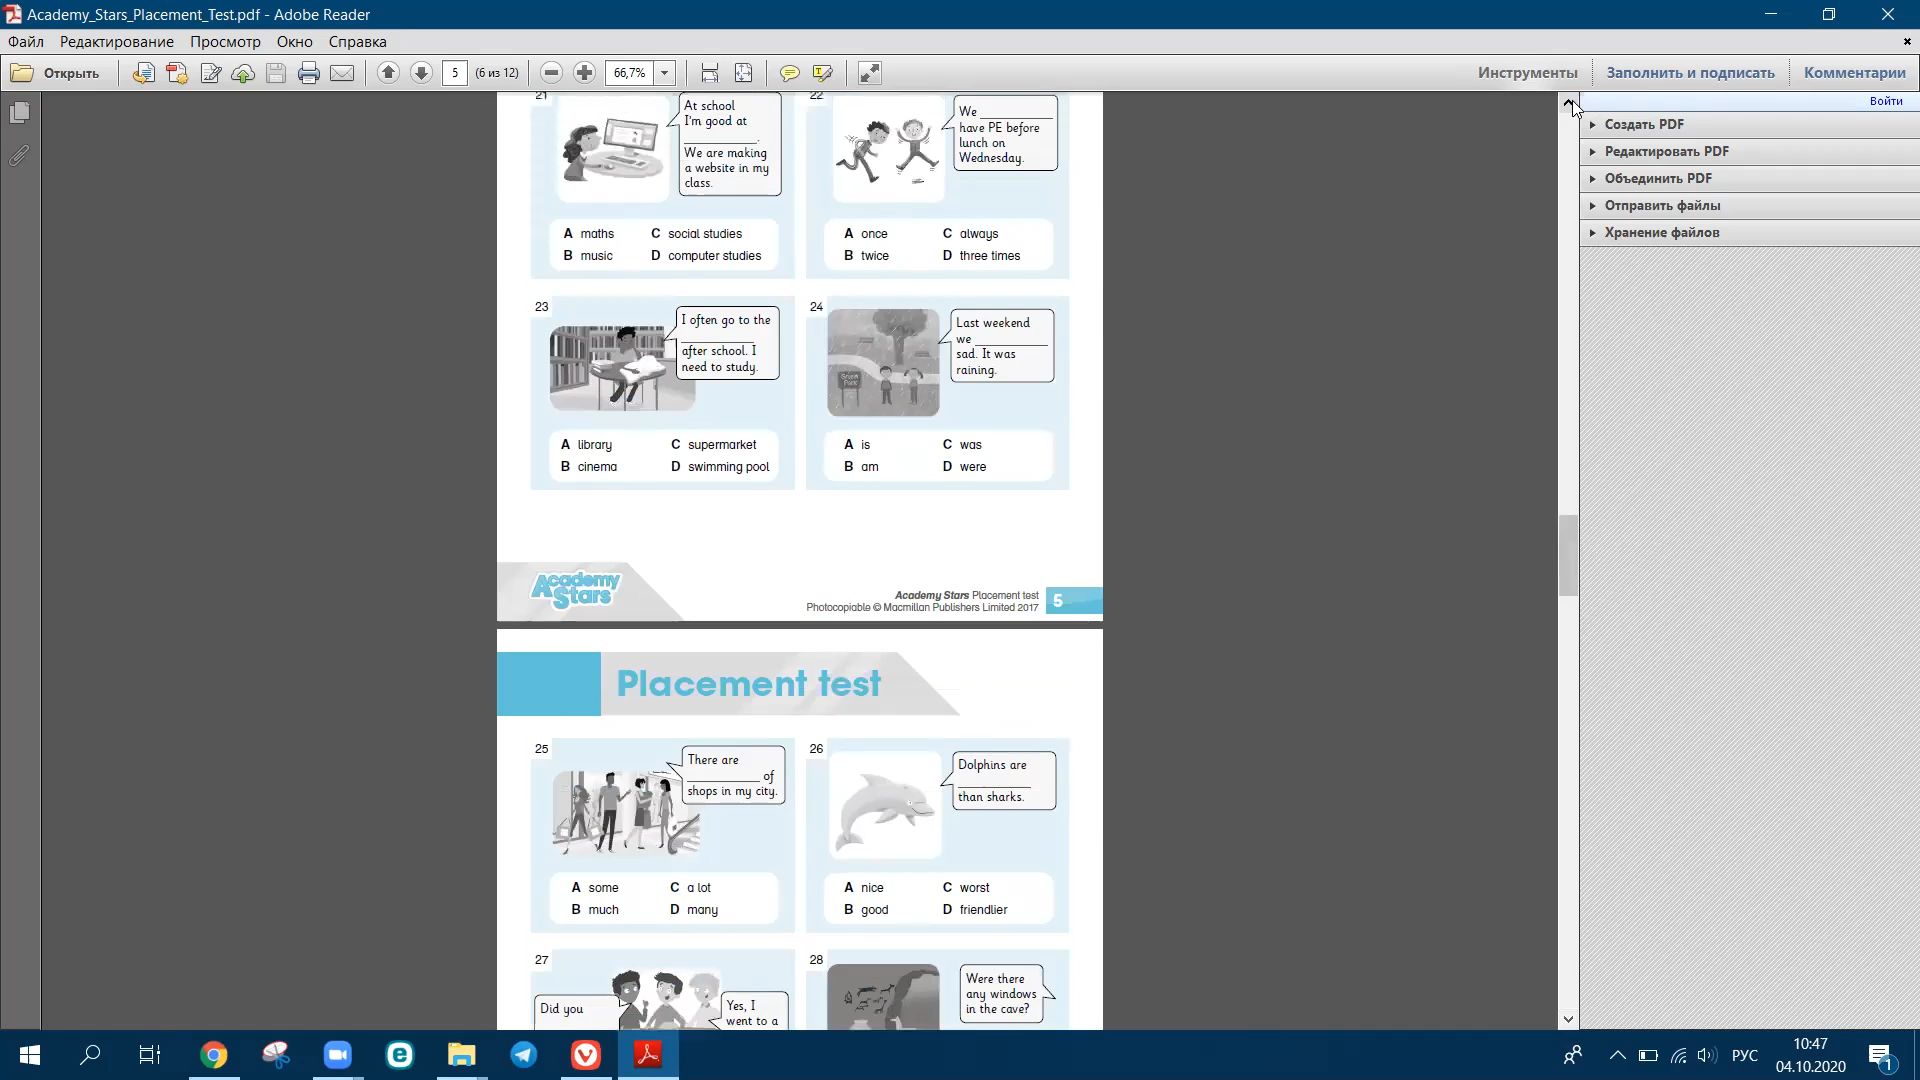 Academy_Stars_Placement_Test.pdf - Adobe Reader
Файл Редактирование Просмотр Окно Справка
Открыть 5 (6 из 12) 66,7% Инструменты Заполнить и подписать Комментарии
Войти
Создать PDF
Редактировать PDF
Объединить PDF
Отправить файлы
Хранение файлов
21
At school
I'm good at
___________.
We are making
a website in my
class.
A maths C social studies
B music D computer studies
22
We ___________
have PE before
lunch on
Wednesday.
A once C always
B twice D three times
23
I often go to the
___________
after school. I
need to study.
A library C supermarket
B cinema D swimming pool
24
Last weekend
we ___________
sad. It was
raining.
A is C was
B am D were
Academy
Stars
Academy Stars Placement test
Photocopiable © Macmillan Publishers Limited 2017
5
Placement test
25
There are
___________ of
shops in my city.
A some C a lot
B much D many
26
Dolphins are
___________
than sharks.
A nice C worst
B good D friendlier
27
Did you
Yes, I
went to a
28
Were there
any windows
in the cave?
РУС
10:47
04.10.2020
1